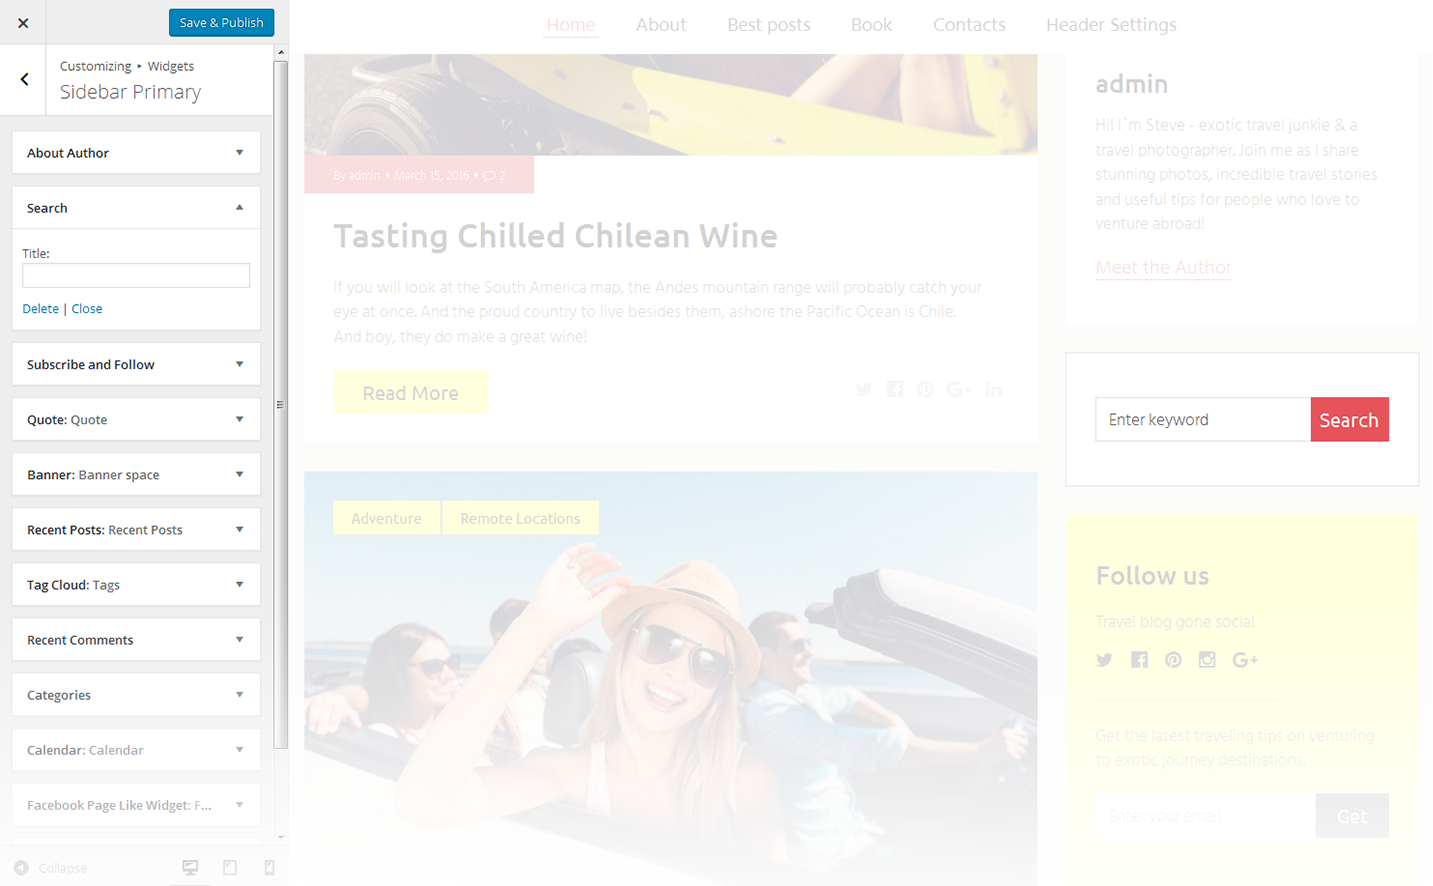 Save & Publish
Customizing ▸ Widgets
Sidebar Primary
About Author
Search
Title:
Delete | Close
Subscribe and Follow
Quote: Quote
Banner: Banner space
Recent Posts: Recent Posts
Tag Cloud: Tags
Recent Comments
Categories
Calendar: Calendar
Facebook Page Like Widget: F...
Collapse
Home About Best posts Book Contacts Header Settings
By admin • March 15, 2016 • 2
Tasting Chilled Chilean Wine
If you will look at the South America map, the Andes mountain range will probably catch your
eye at once. And the proud country to live besides them, ashore the Pacific Ocean is Chile.
And boy, they do make a great wine!
Read More
Adventure
Remote Locations
admin
Hi! I`m Steve - exotic travel junkie & a
travel photographer. Join me as I share
stunning photos, incredible travel stories
and useful tips for people who love to
venture abroad!
Meet the Author
Enter keyword
Search
Follow us
Travel blog gone social
Get the latest traveling tips on venturing
to exotic journey destinations.
Enter your email
Get